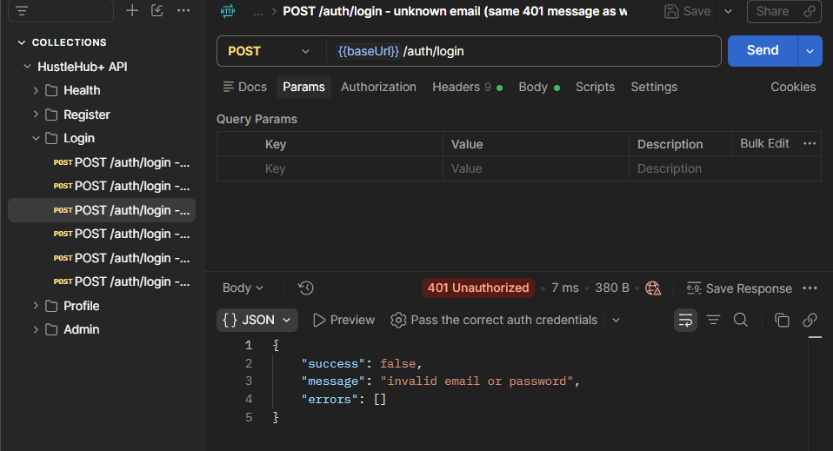 HTTP ... > POST /auth/login - unknown email (same 401 message as w
Save
Share
COLLECTIONS
HustleHub+ API
Health
Register
Login
POST POST /auth/login -...
POST POST /auth/login -...
POST POST /auth/login -...
POST POST /auth/login -...
POST POST /auth/login -...
POST POST /auth/login -...
Profile
Admin
POST {{baseUrl}} /auth/login Send
Docs Params Authorization Headers 9 Body Scripts Settings Cookies
Query Params
Key Value Description Bulk Edit ...
Key Value Description
Body 401 Unauthorized • 7 ms • 380 B • e.g. Save Response ...
{} JSON Preview Pass the correct auth credentials
1 {
2 "success": false,
3 "message": "invalid email or password",
4 "errors": []
5 }